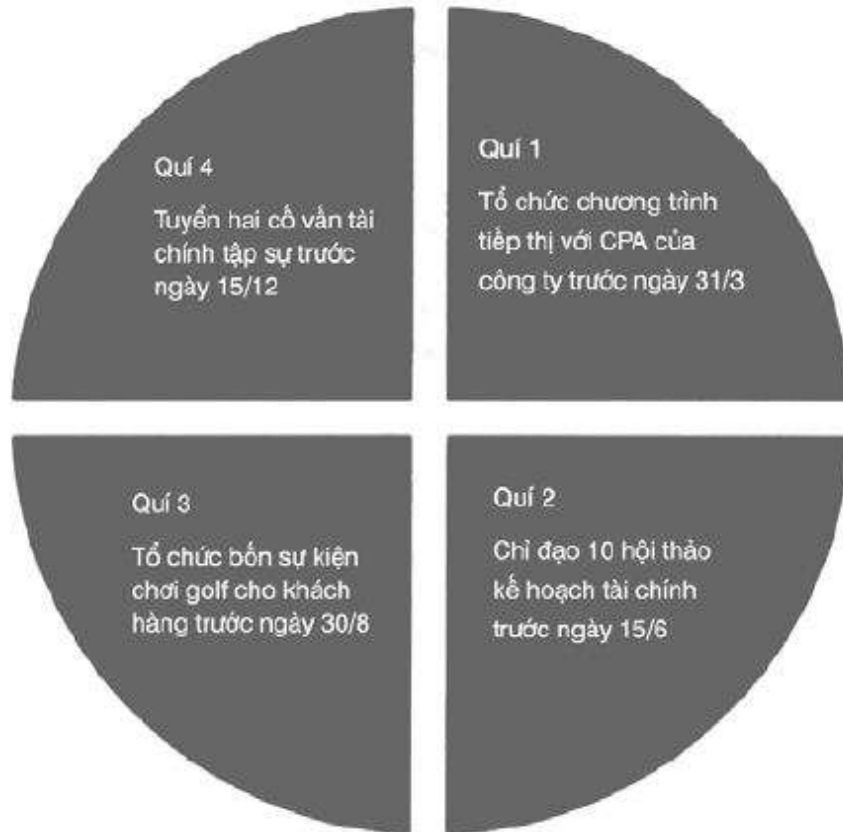 Quí 4
Tuyển hai cố vấn tài
chính tập sự trước
ngày 15/12
Quí 1
Tổ chức chương trình
tiếp thị với CPA của
công ty trước ngày 31/3
Quí 3
Tổ chức bốn sự kiện
chơi golf cho khách
hàng trước ngày 30/8
Quí 2
Chỉ đạo 10 hội thảo
kế hoạch tài chính
trước ngày 15/6